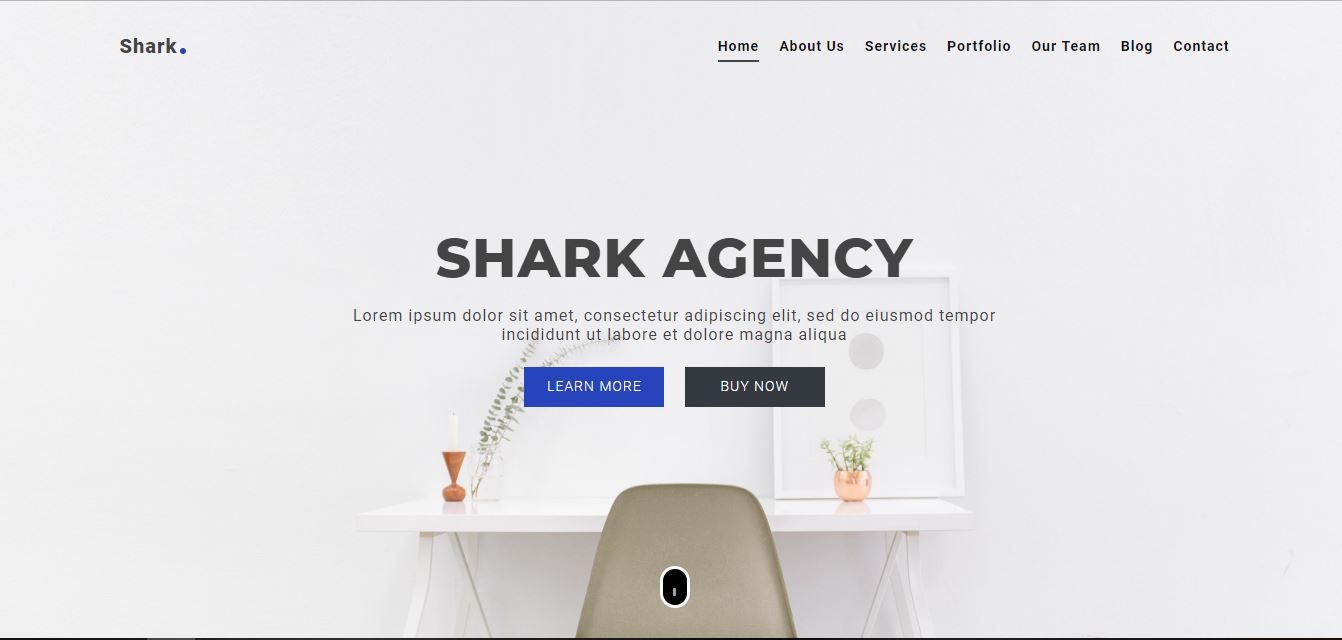 Shark.
Home About Us Services Portfolio Our Team Blog Contact
SHARK AGENCY
Lorem ipsum dolor sit amet, consectetur adipiscing elit, sed do eiusmod tempor
incididunt ut labore et dolore magna aliqua
LEARN MORE BUY NOW